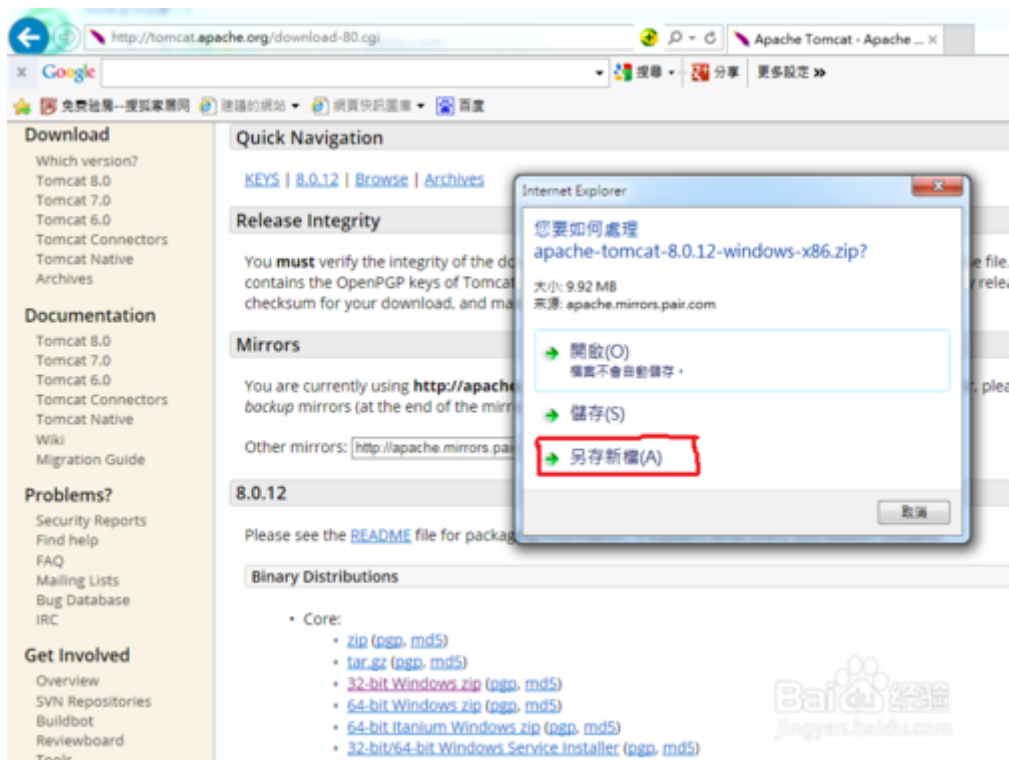 http://tomcat.apache.org/download-80.cgi
Apache Tomcat - Apache ...
x Google 搜尋 分享 更多設定 »
免费验房--搜狐家居网 建議的網站 網頁快訊圖庫 百度
Download
Which version?
Tomcat 8.0
Tomcat 7.0
Tomcat 6.0
Tomcat Connectors
Tomcat Native
Archives
Documentation
Tomcat 8.0
Tomcat 7.0
Tomcat 6.0
Tomcat Connectors
Tomcat Native
Wiki
Migration Guide
Problems?
Security Reports
Find help
FAQ
Mailing Lists
Bug Database
IRC
Get Involved
Overview
SVN Repositories
Buildbot
Reviewboard
Tools
Quick Navigation
KEYS | 8.0.12 | Browse | Archives
Release Integrity
You must verify the integrity of the do
e file.
contains the OpenPGP keys of Tomcat
y relea
checksum for your download, and ma
Mirrors
You are currently using http://apache
, plea
backup mirrors (at the end of the mirr
Other mirrors: http://apache.mirrors.pai
8.0.12
Please see the README file for packag
Binary Distributions
• Core:
• zip (pgp, md5)
• tar.gz (pgp, md5)
• 32-bit Windows zip (pgp, md5)
• 64-bit Windows zip (pgp, md5)
• 64-bit Itanium Windows zip (pgp, md5)
• 32-bit/64-bit Windows Service Installer (pgp, md5)
Internet Explorer
您要如何處理
apache-tomcat-8.0.12-windows-x86.zip?
大小: 9.92 MB
來源: apache.mirrors.pair.com
開啟(O)
檔案不會自動儲存。
儲存(S)
另存新檔(A)
取消
Baidu 经验
jingyan.baidu.com